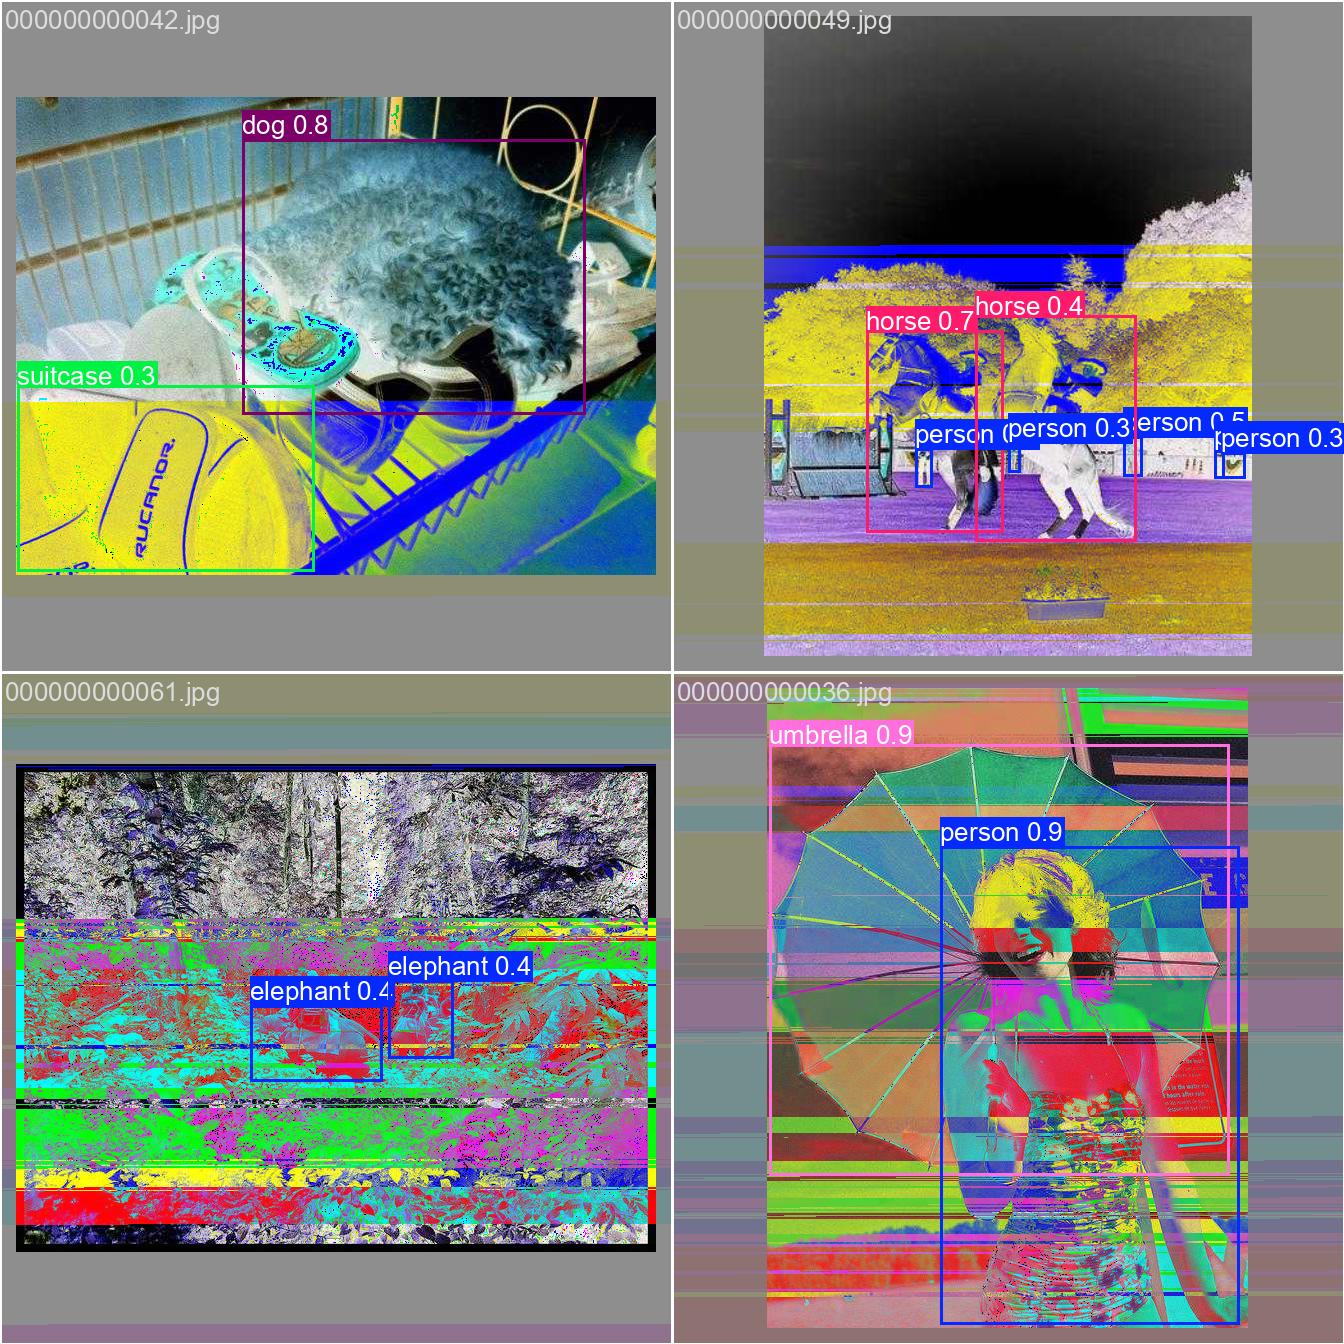 000000000042.jpg
dog 0.8
suitcase 0.3
RUCANOR.
000000000049.jpg
horse 0.4
horse 0.7
person 0.3
person 0.5
person 0.3
000000000061.jpg
elephant 0.4
elephant 0.4
000000000036.jpg
umbrella 0.9
person 0.9